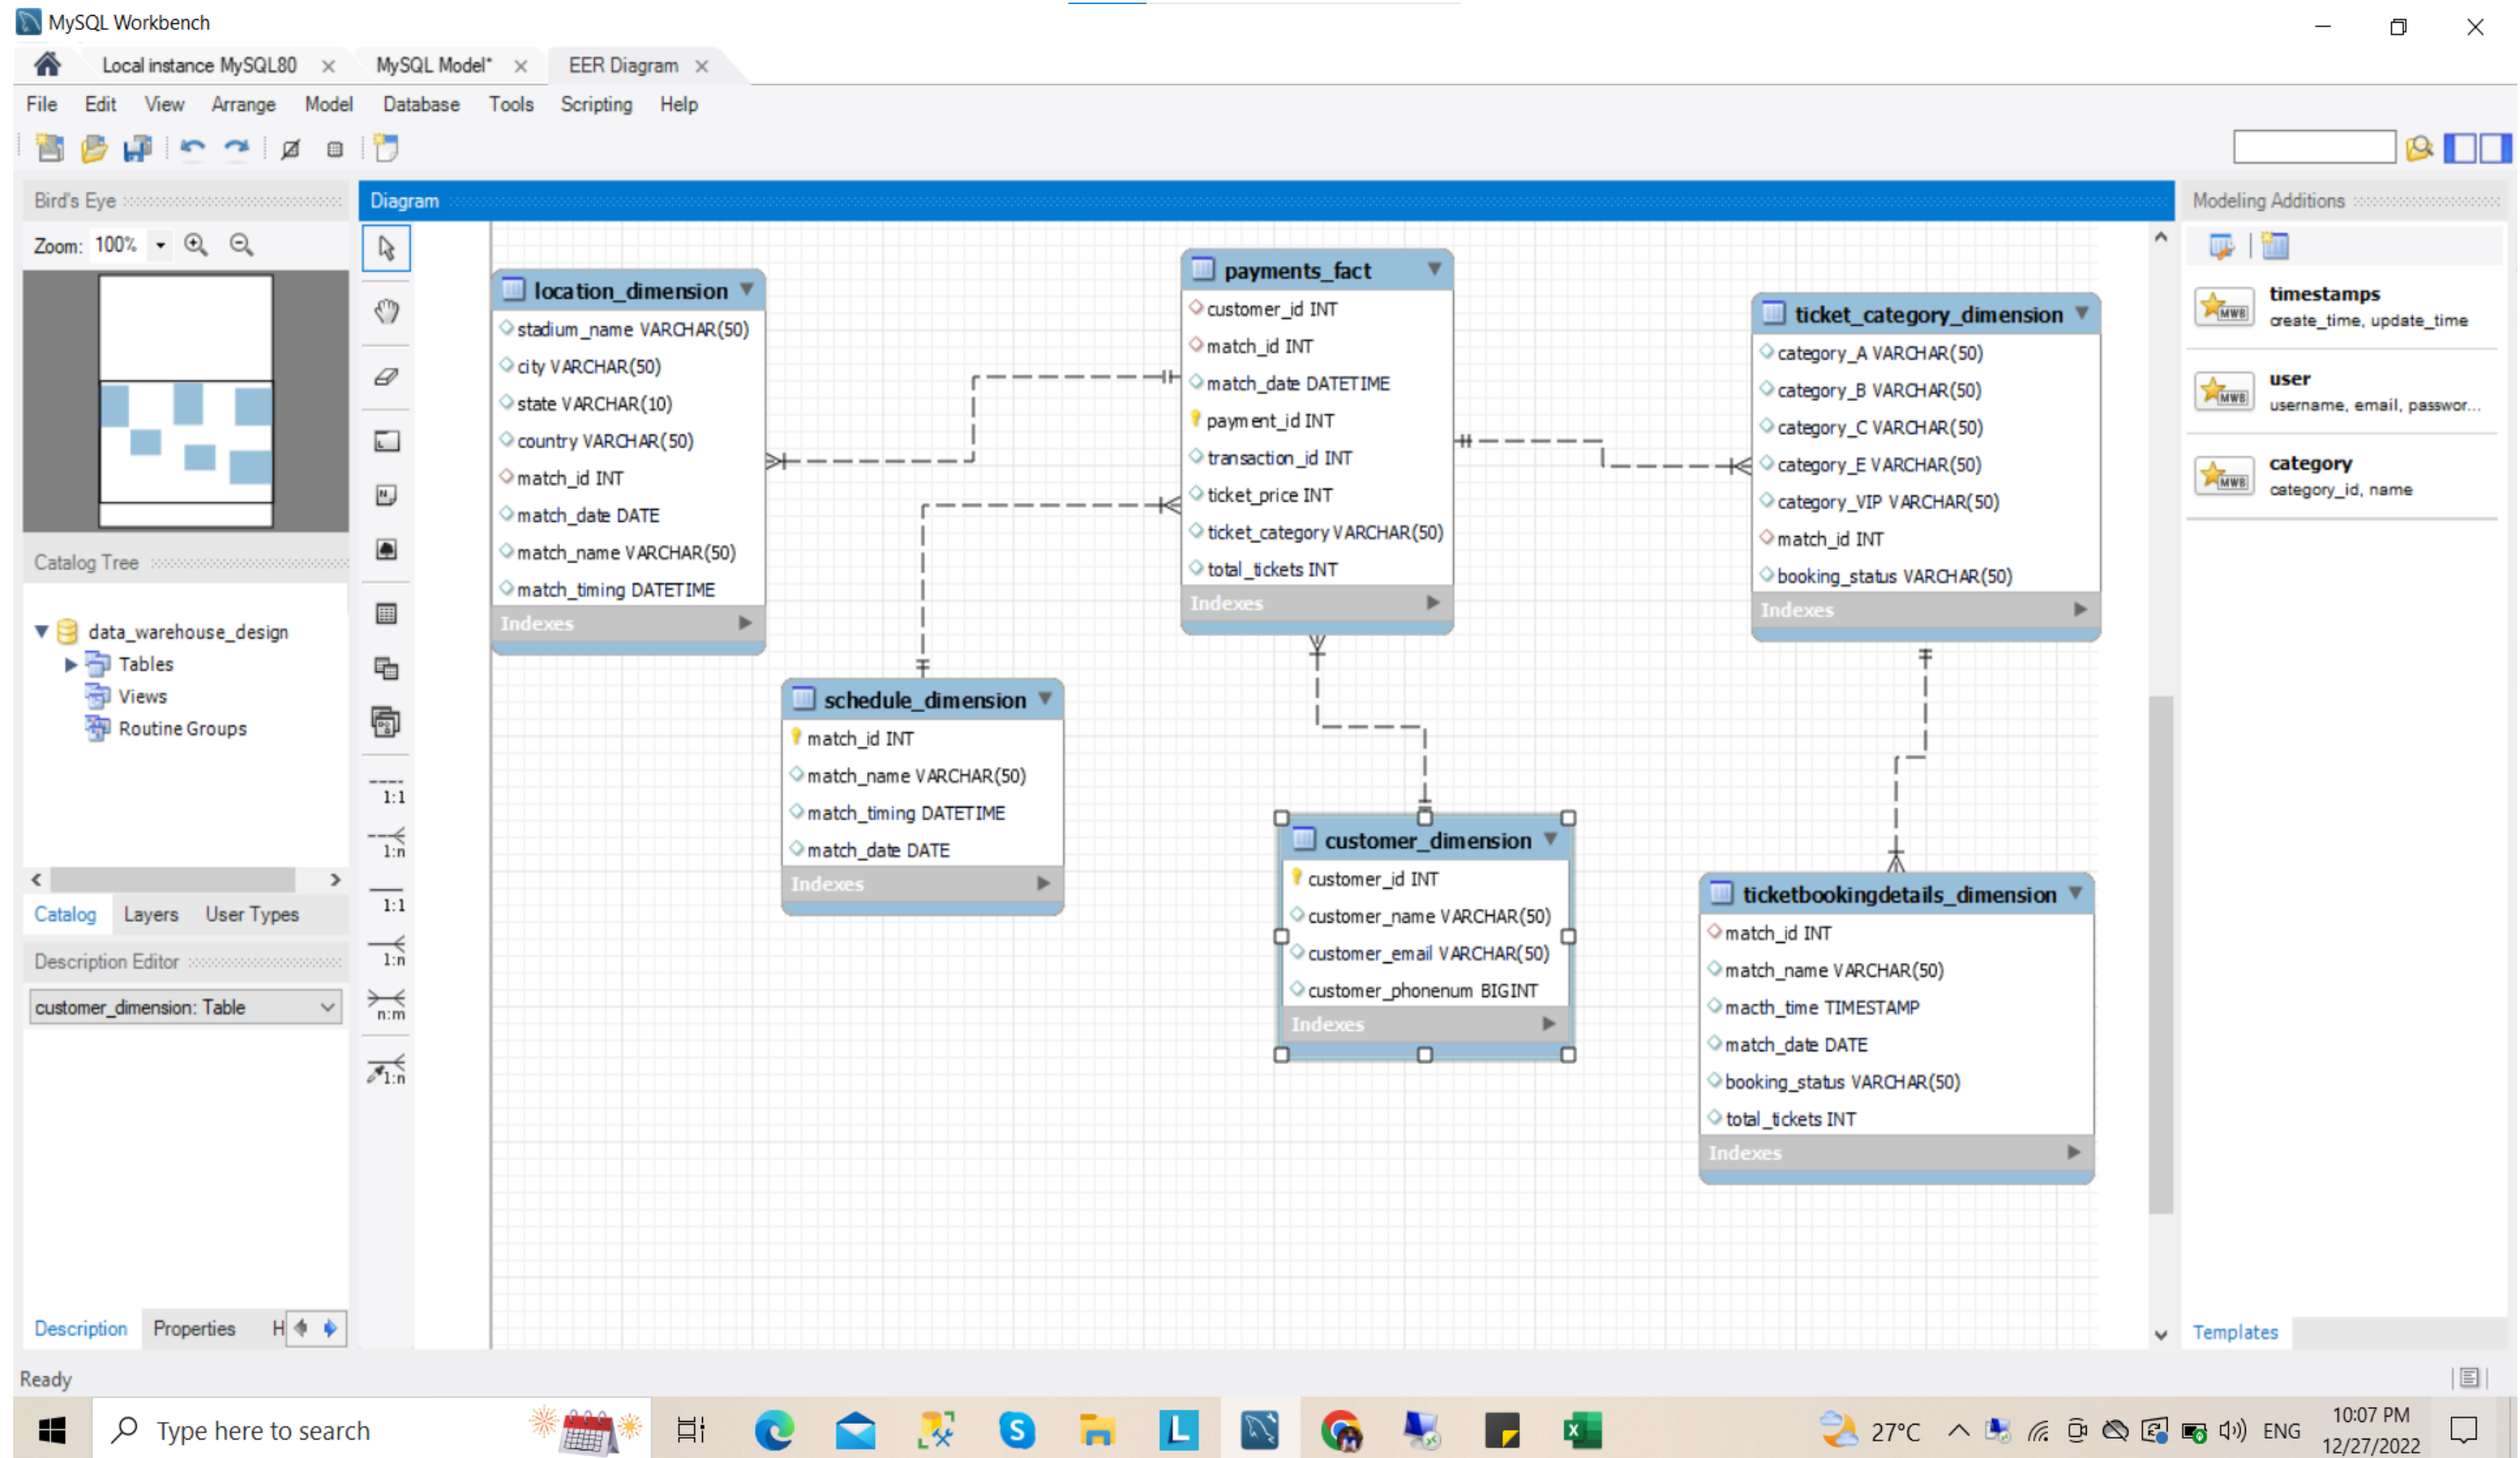 MySQL Workbench
Local instance MySQL80
MySQL Model*
EER Diagram
File Edit View Arrange Model Database Tools Scripting Help
Bird's Eye
Zoom: 100%
Catalog Tree
data_warehouse_design
Tables
Views
Routine Groups
Catalog Layers User Types
Description Editor
customer_dimension: Table
Description Properties H
Ready
Diagram
1:1
1:n
1:1
1:n
n:m
1:n
location_dimension
stadium_name VARCHAR(50)
city VARCHAR(50)
state VARCHAR(10)
country VARCHAR(50)
match_id INT
match_date DATE
match_name VARCHAR(50)
match_timing DATETIME
Indexes
payments_fact
customer_id INT
match_id INT
match_date DATETIME
payment_id INT
transaction_id INT
ticket_price INT
ticket_category VARCHAR(50)
total_tickets INT
Indexes
ticket_category_dimension
category_A VARCHAR(50)
category_B VARCHAR(50)
category_C VARCHAR(50)
category_E VARCHAR(50)
category_VIP VARCHAR(50)
match_id INT
booking_status VARCHAR(50)
Indexes
schedule_dimension
match_id INT
match_name VARCHAR(50)
match_timing DATETIME
match_date DATE
Indexes
customer_dimension
customer_id INT
customer_name VARCHAR(50)
customer_email VARCHAR(50)
customer_phonenum BIGINT
Indexes
ticketbookingdetails_dimension
match_id INT
match_name VARCHAR(50)
macth_time TIMESTAMP
match_date DATE
booking_status VARCHAR(50)
total_tickets INT
Indexes
Modeling Additions
MWB
timestamps
create_time, update_time
MWB
user
username, email, passwor...
MWB
category
category_id, name
Templates
Type here to search
27°C
ENG
10:07 PM
12/27/2022